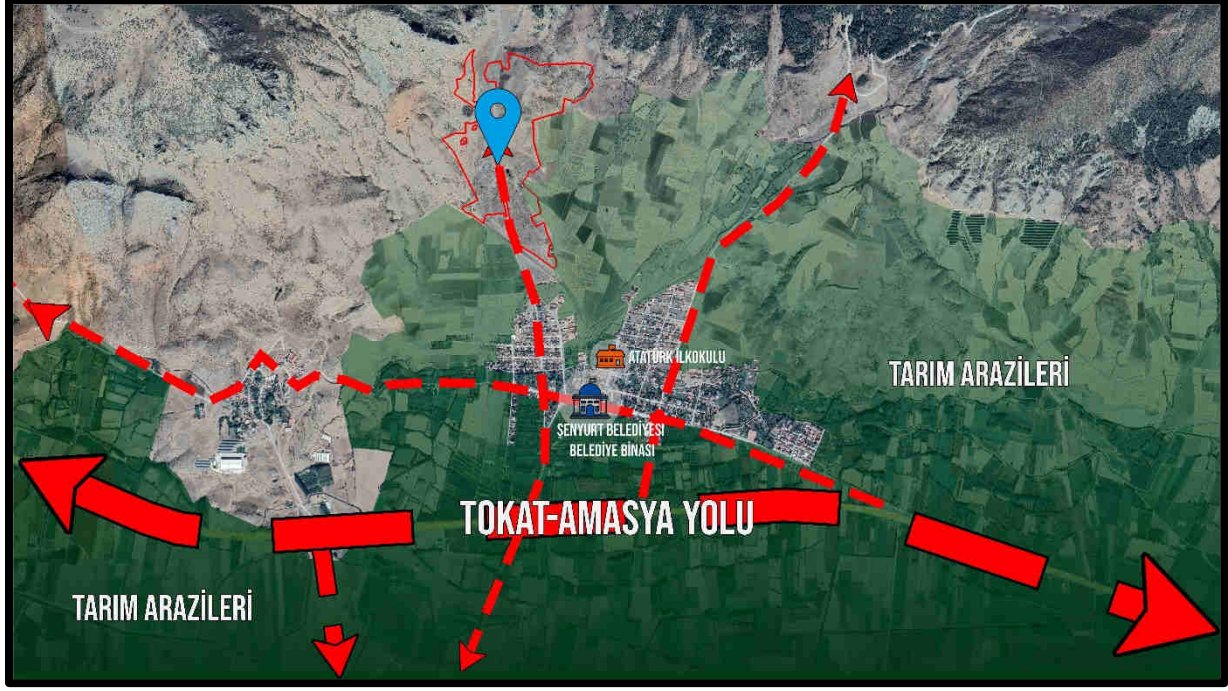 ATATÜRK İLKOKULU
TARIM ARAZİLERİ
ŞENYURT BELEDİYESİ
BELEDİYE BİNASI
TOKAT-AMASYA YOLU
TARIM ARAZİLERİ